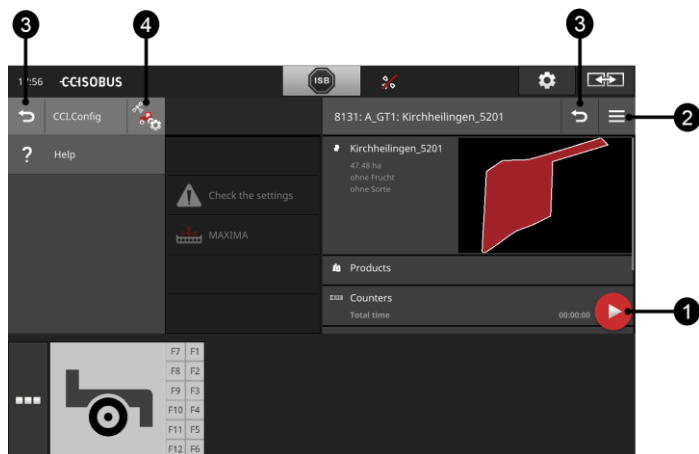 3
4
3
1:56
CCISOBUS
ISB
CCI.Config
8131: A_GT1: Kirchheilingen_5201
2
? Help
Kirchheilingen_5201
47.48 ha
ohne Frucht
ohne Sorte
Check the settings
MAXIMA
Products
Counters
Total time 00:00:00
1
F7 F1
F8 F2
F9 F3
F10 F4
F11 F5
F12 F6